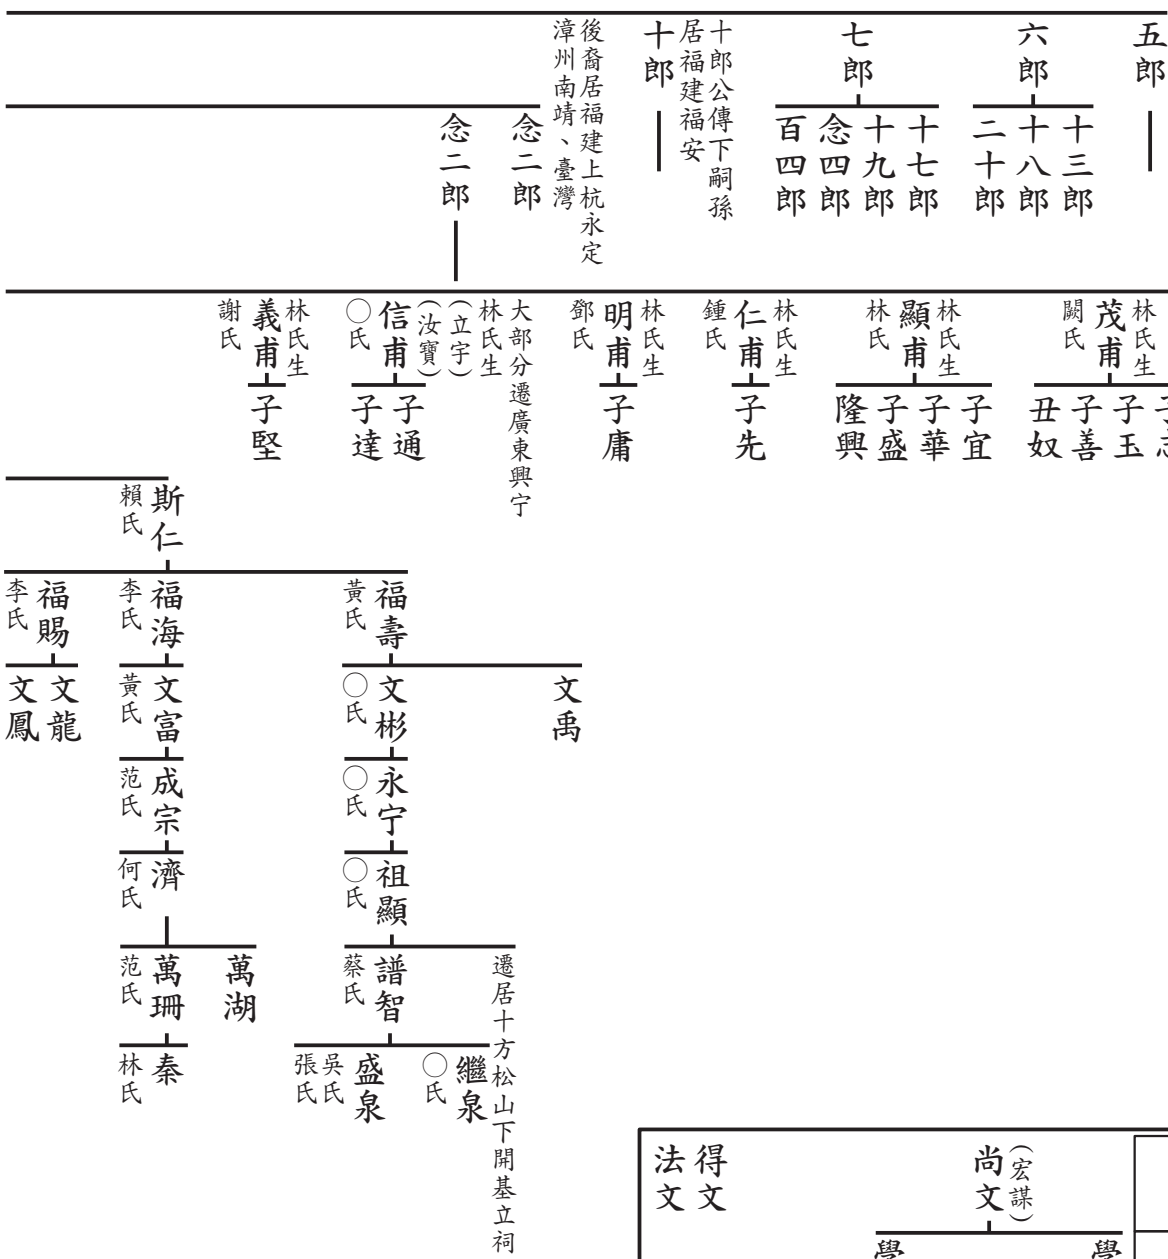 五郎
六郎
十三郎
十八郎
二十郎
七郎
十七郎
十九郎
念四郎
百四郎
十郎公傳下嗣孫
居福建福安
十郎
後裔居福建上杭永定
漳州南靖、臺灣
念二郎
念二郎
林氏生
茂甫
闕氏
子玉
子善
丑奴
林氏生
顯甫
林氏
子宜
子華
子盛
隆興
林氏生
仁甫
鍾氏
子先
林氏生
明甫
鄧氏
子庸
大部分遷廣東興宁
林氏生
(立宇)
(汝寶)
信甫
〇氏
子通
子達
林氏生
義甫
謝氏
子堅
斯仁
賴氏
福壽
黃氏
福海
李氏
福賜
李氏
文禹
文彬
〇氏
文富
黃氏
文龍
文鳳
永宁
〇氏
成宗
范氏
祖顯
〇氏
濟
何氏
遷居十方松山下開基立祠
譜智
蔡氏
萬湖
萬珊
范氏
繼泉
〇氏
盛泉
吳氏
張氏
秦
林氏
(宏謀)
尚文
得文
法文